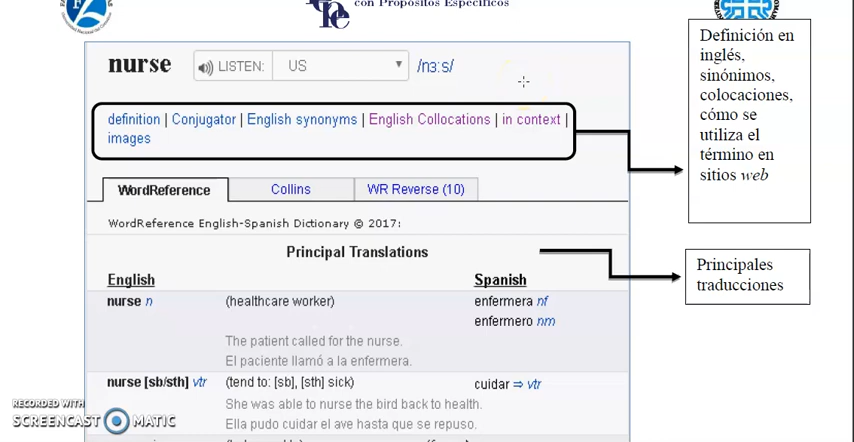 con Propósitos Específicos
nurse
LISTEN:
US
/nɜːs/
definition | Conjugator | English synonyms | English Collocations | in context |
images
WordReference
Collins
WR Reverse (10)
WordReference English-Spanish Dictionary © 2017:
Principal Translations
English
Spanish
nurse n
(healthcare worker)
enfermera nf
enfermero nm
The patient called for the nurse.
El paciente llamó a la enfermera.
nurse [sb/sth] vtr
(tend to: [sb], [sth] sick)
cuidar ⇒ vtr
She was able to nurse the bird back to health.
Ella pudo cuidar el ave hasta que se repuso.
Definición en
inglés,
sinónimos,
colocaciones,
cómo se
utiliza el
término en
sitios web
Principales
traducciones
RECORDED WITH
SCREENCAST
MATIC